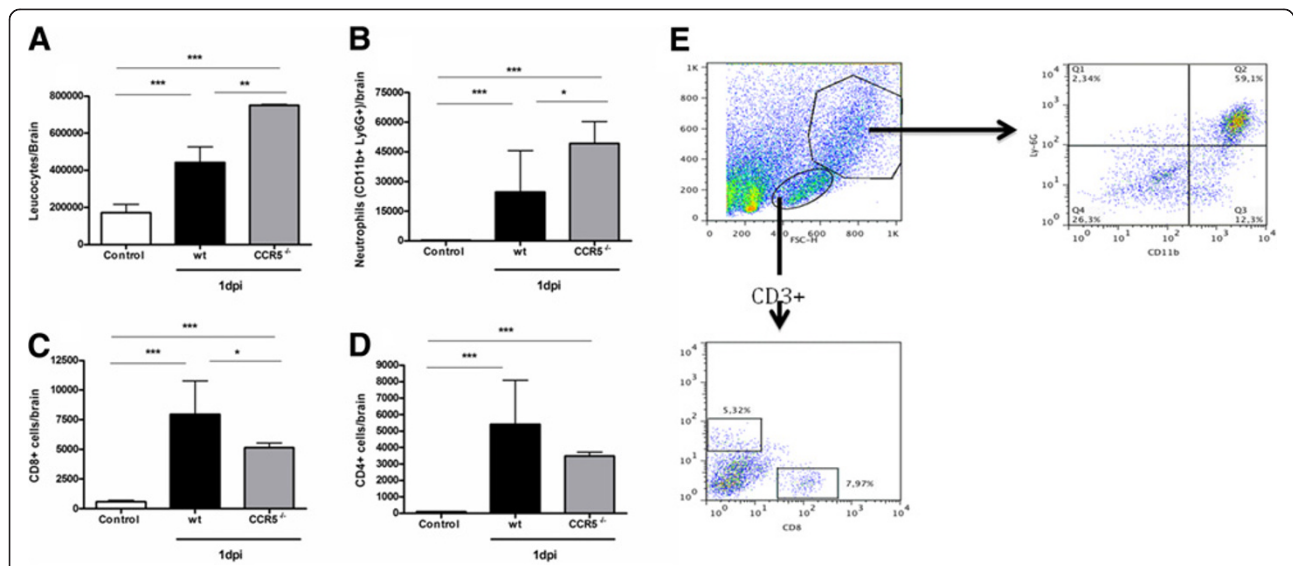 A
***
***
**
Leucocytes/Brain
800000
600000
400000
200000
0
Control
wt
CCR5-/-
1dpi
B
***
***
*
Neutrophils (CD11b+ Ly6G+)/brain
75000
60000
45000
30000
15000
0
Control
wt
CCR5-/-
1dpi
C
***
***
*
CD8+ cells/brain
12500
10000
7500
5000
2500
0
Control
wt
CCR5-/-
1dpi
D
***
***
CD4+ cells/brain
9000
8000
7000
6000
5000
4000
3000
2000
1000
0
Control
wt
CCR5-/-
1dpi
E
1K
800
600
400
200
0
0 200 400 600 800 1K
FSC-H
Ly-6G
10^4
10^3
10^2
10^1
10^0
Q1
2,34%
Q2
59,1%
Q4
26,3%
Q3
12,3%
10^0 10^1 10^2 10^3 10^4
CD11b
CD3+
10^4
10^3
10^2
10^1
10^0
5,32%
7,97%
10^0 10^1 10^2 10^3 10^4
CD8